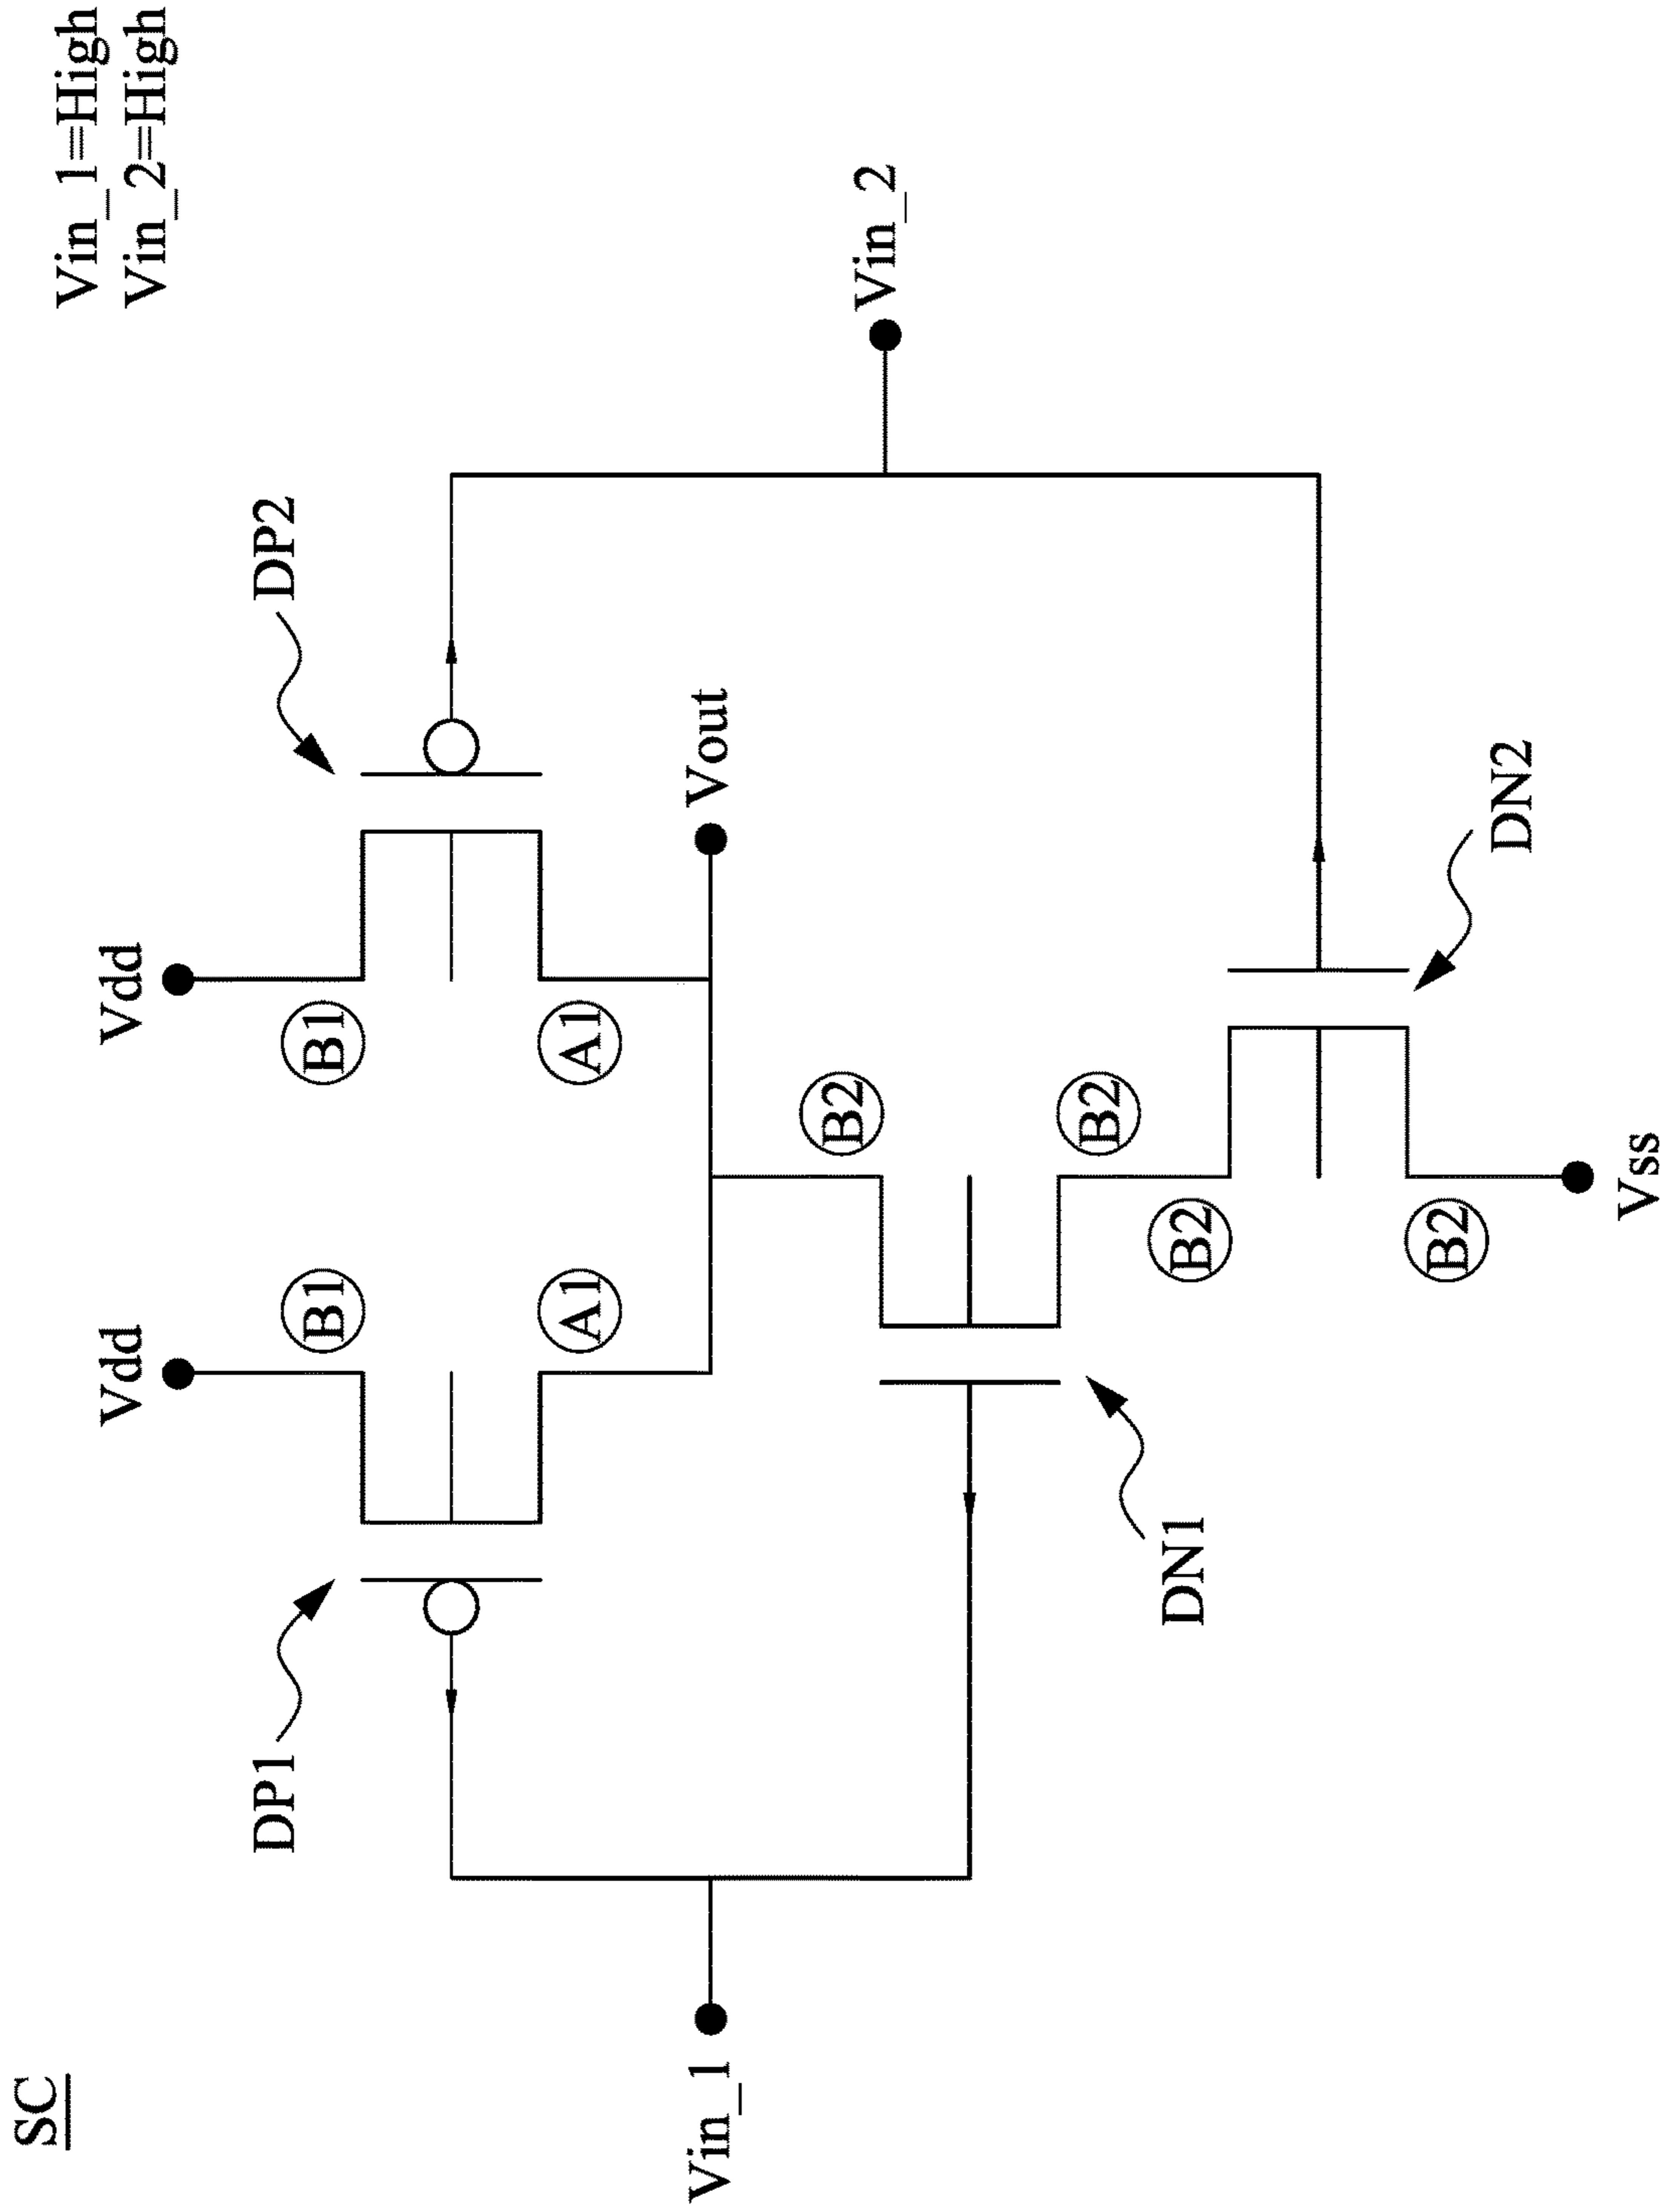 SC
Vin_1=High
Vin_2=High
Vdd
Vdd
DP1
B1
B1
DP2
A1
A1
Vin_1
Vout
Vin_2
B2
DN1
B2
B2
DN2
B2
Vss